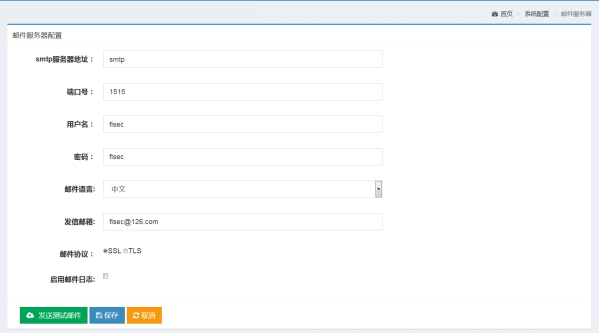 首页 > 系统配置 > 邮件服务器
邮件服务器配置
smtp服务器地址： smtp
端口号： 1515
用户名： fisec
密码： fisec
邮件语言: 中文
发信邮箱: fisec@126.com
邮件协议： SSL TLS
启用邮件日志:
发送测试邮件 保存 取消